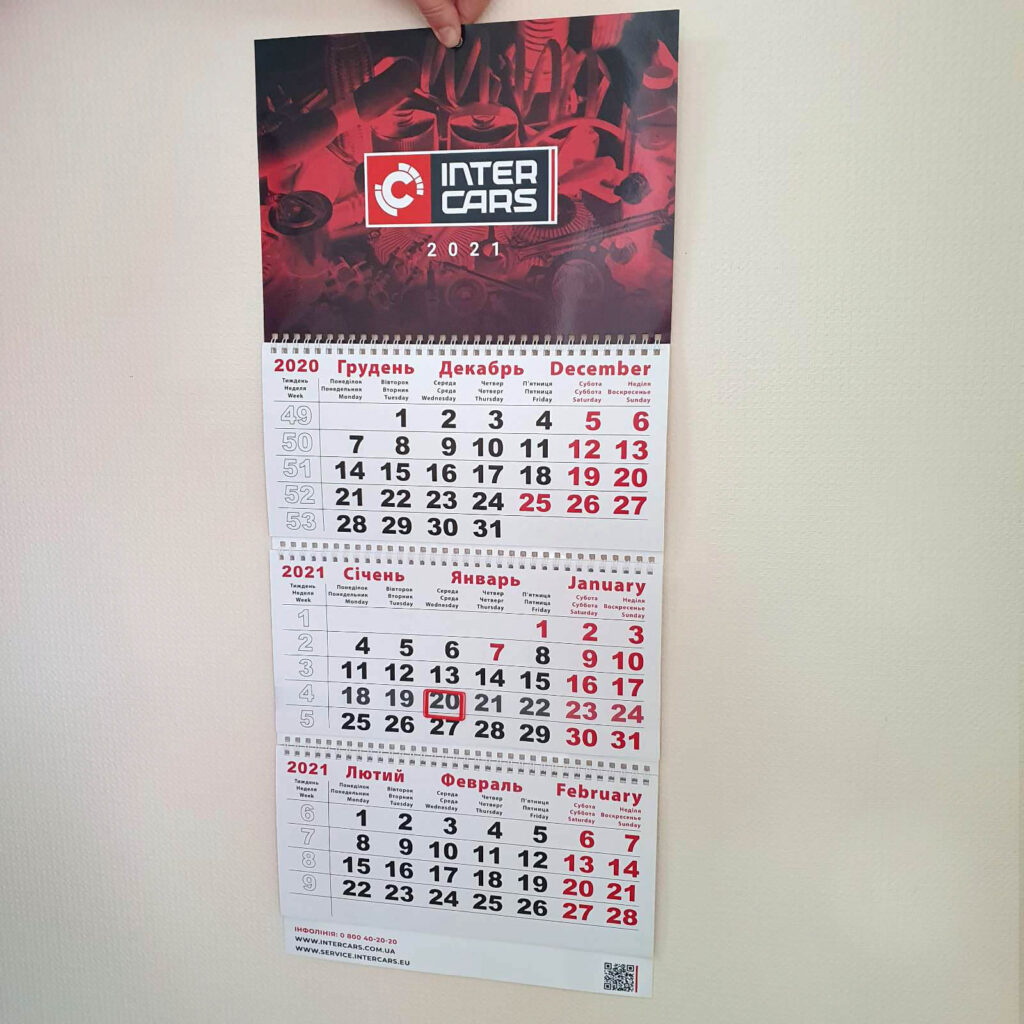 INTER
CARS
2021
2020 Грудень Декабрь December
Тиждень Понеділок Вівторок Середа Четвер П'ятниця Субота Неділя
Неделя Понедельник Вторник Среда Четверг Пятница Суббота Воскресенье
Week Monday Tuesday Wednesday Thursday Friday Saturday Sunday
49 1 2 3 4 5 6
50 7 8 9 10 11 12 13
51 14 15 16 17 18 19 20
52 21 22 23 24 25 26 27
53 28 29 30 31
2021 Січень Январь January
Тиждень Понеділок Вівторок Середа Четвер П'ятниця Субота Неділя
Неделя Понедельник Вторник Среда Четверг Пятница Суббота Воскресенье
Week Monday Tuesday Wednesday Thursday Friday Saturday Sunday
1 1 2 3
2 4 5 6 7 8 9 10
3 11 12 13 14 15 16 17
4 18 19 20 21 22 23 24
5 25 26 27 28 29 30 31
2021 Лютий Февраль February
Тиждень Понеділок Вівторок Середа Четвер П'ятниця Субота Неділя
Неделя Понедельник Вторник Среда Четверг Пятница Суббота Воскресенье
Week Monday Tuesday Wednesday Thursday Friday Saturday Sunday
6 1 2 3 4 5 6 7
7 8 9 10 11 12 13 14
8 15 16 17 18 19 20 21
9 22 23 24 25 26 27 28
ІНФОЛІНІЯ: 0 800 40-20-20
WWW.INTERCARS.COM.UA
WWW.SERVICE.INTERCARS.EU